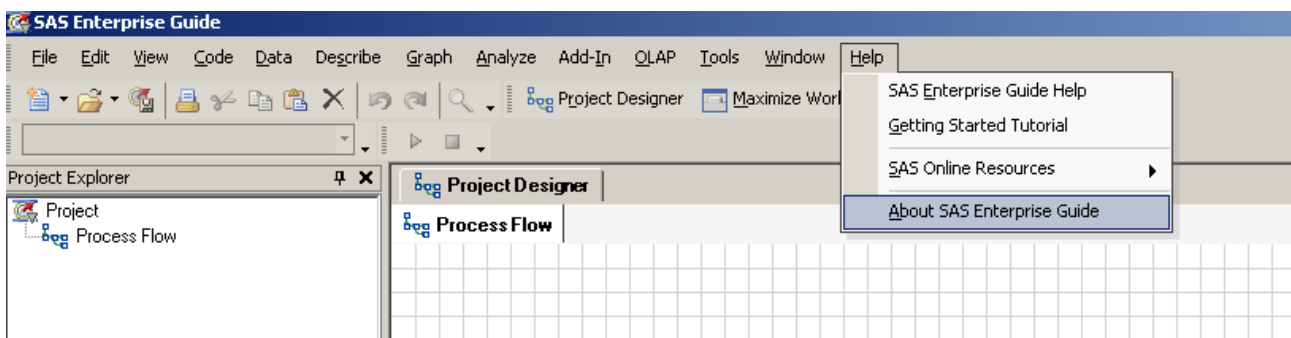 SAS Enterprise Guide
File Edit View Code Data Describe Graph Analyze Add-In OLAP Tools Window Help
Project Designer Maximize
SAS Enterprise Guide Help
Getting Started Tutorial
SAS Online Resources
About SAS Enterprise Guide
Project Explorer
Project
Process Flow
Project Designer
Process Flow